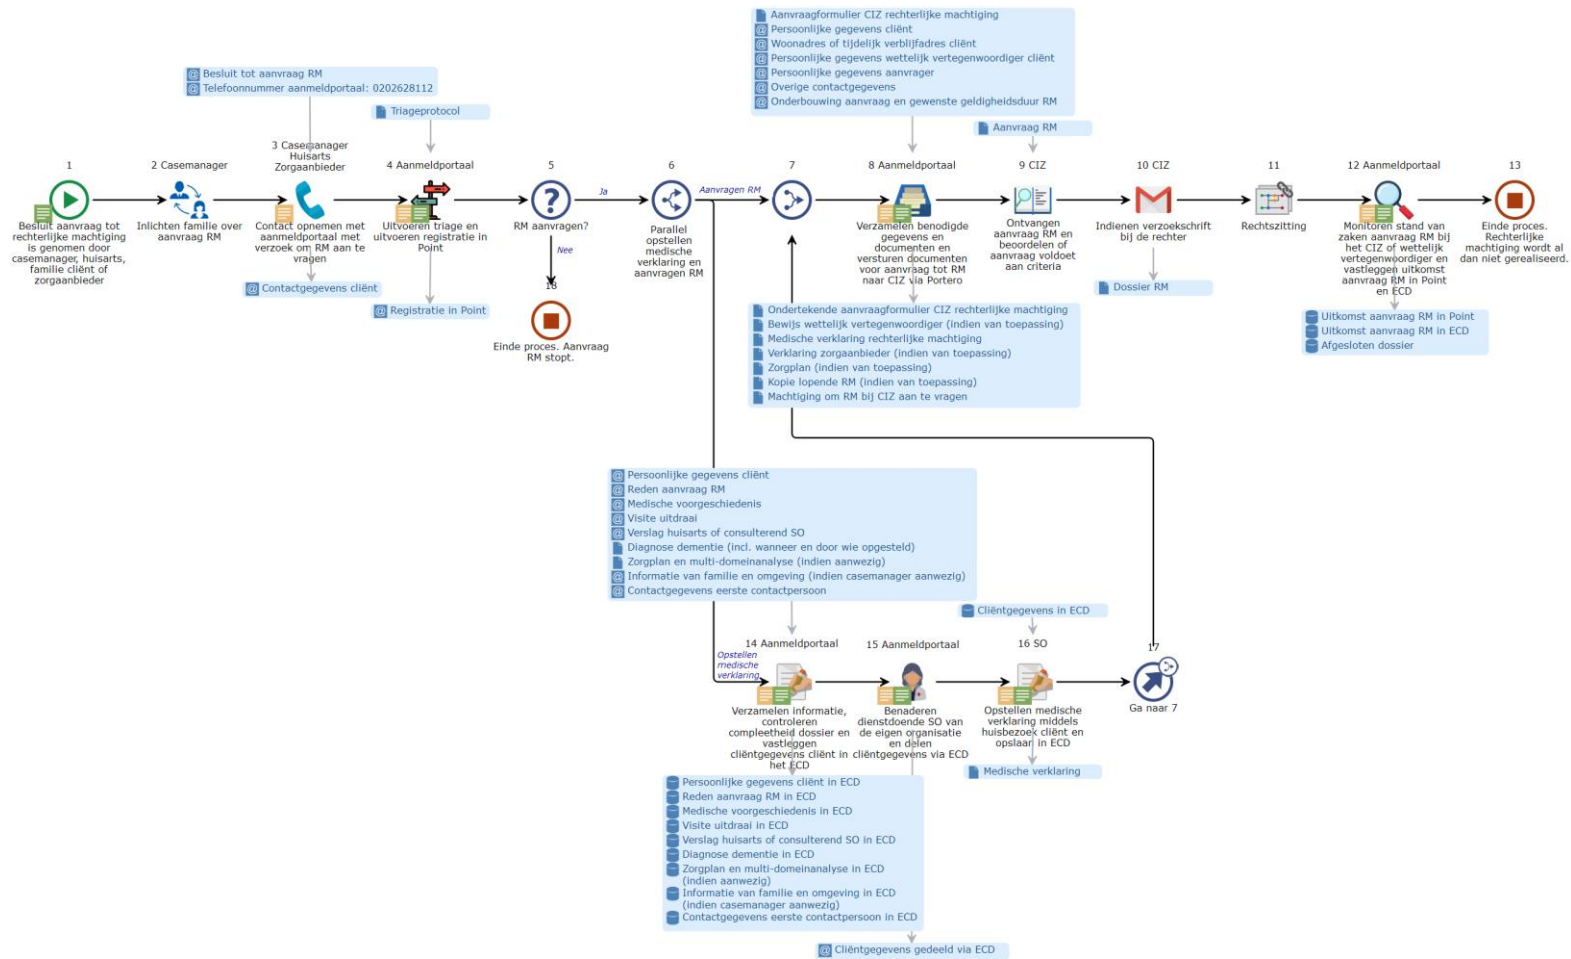 Aanvraagformulier CIZ rechterlijke machtiging
Persoonlijke gegevens cliënt
Woonadres of tijdelijk verblijfadres cliënt
Persoonlijke gegevens wettelijk vertegenwoordiger cliënt
Persoonlijke gegevens aanvrager
Overige contactgegevens
Onderbouwing aanvraag en gewenste geldigheidsduur RM
Besluit tot aanvraag RM
Telefoonnummer aanmeldportaal: 0202628112
Triageprotocol
Aanvraag RM
1
Besluit aanvraag tot
rechterlijke machtiging
is genomen door
casemanager, huisarts,
familie cliënt of
zorgaanbieder
2 Casemanager
Inlichten familie over
aanvraag RM
3 Casemanager
Huisarts
Zorgaanbieder
Contact opnemen met
aanmeldportaal met
verzoek om RM aan te
vragen
Contactgegevens cliënt
4 Aanmeldportaal
Uitvoeren triage en
uitvoeren registratie in
Point
Registratie in Point
5
RM aanvragen?
Ja
Nee
18
Einde proces. Aanvraag
RM stopt.
6
Parallel
opstellen
medische
verklaring en
aanvragen RM
Aanvragen RM
7
8 Aanmeldportaal
Verzamelen benodigde
gegevens en
documenten en
versturen documenten
voor aanvraag tot RM
naar CIZ via Portero
Ondertekende aanvraagformulier CIZ rechterlijke machtiging
Bewijs wettelijk vertegenwoordiger (indien van toepassing)
Medische verklaring rechterlijke machtiging
Verklaring zorgaanbieder (indien van toepassing)
Zorgplan (indien van toepassing)
Kopie lopende RM (indien van toepassing)
Machtiging om RM bij CIZ aan te vragen
9 CIZ
Ontvangen
aanvraag RM en
beoordelen of
aanvraag voldoet
aan criteria
10 CIZ
Indienen verzoekschrift
bij de rechter
Dossier RM
11
Rechtszitting
12 Aanmeldportaal
Monitoren stand van
zaken aanvraag RM bij
het CIZ of wettelijk
vertegenwoordiger en
vastleggen uitkomst
aanvraag RM in Point
en ECD
Uitkomst aanvraag RM in Point
Uitkomst aanvraag RM in ECD
Afgesloten dossier
13
Einde proces.
Rechterlijke
machtiging wordt al
dan niet gerealiseerd.
Persoonlijke gegevens cliënt
Reden aanvraag RM
Medische voorgeschiedenis
Visite uitdraai
Verslag huisarts of consulterend SO
Diagnose dementie (incl. wanneer en door wie opgesteld)
Zorgplan en multi-domeinanalyse (indien aanwezig)
Informatie van familie en omgeving (indien casemanager aanwezig)
Contactgegevens eerste contactpersoon
Cliëntgegevens in ECD
Opstellen
medische
verklaring
14 Aanmeldportaal
Verzamelen informatie,
controleren
compleetheid dossier en
vastleggen
cliëntgegevens cliënt in
het ECD
15 Aanmeldportaal
Benaderen
dienstdoende SO van
de eigen organisatie
en delen
cliëntgegevens via ECD
16 SO
Opstellen medische
verklaring middels
huisbezoek cliënt en
opslaan in ECD
Medische verklaring
17
Ga naar 7
Persoonlijke gegevens cliënt in ECD
Reden aanvraag RM in ECD
Medische voorgeschiedenis in ECD
Visite uitdraai in ECD
Verslag huisarts of consulterend SO in ECD
Diagnose dementie in ECD
Zorgplan en multi-domeinanalyse in ECD
(indien aanwezig)
Informatie van familie en omgeving in ECD
(indien casemanager aanwezig)
Contactgegevens eerste contactpersoon in ECD
Cliëntgegevens gedeeld via ECD